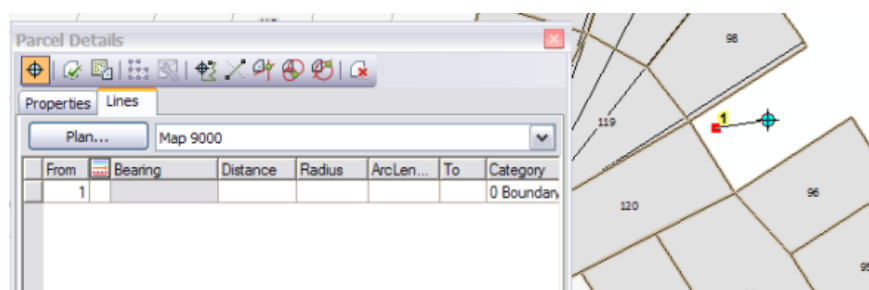 Parcel Details
Properties Lines
Plan... Map 9000
From Bearing Distance Radius ArcLen... To Category
1 0 Boundary
98
119
1
120
96
95